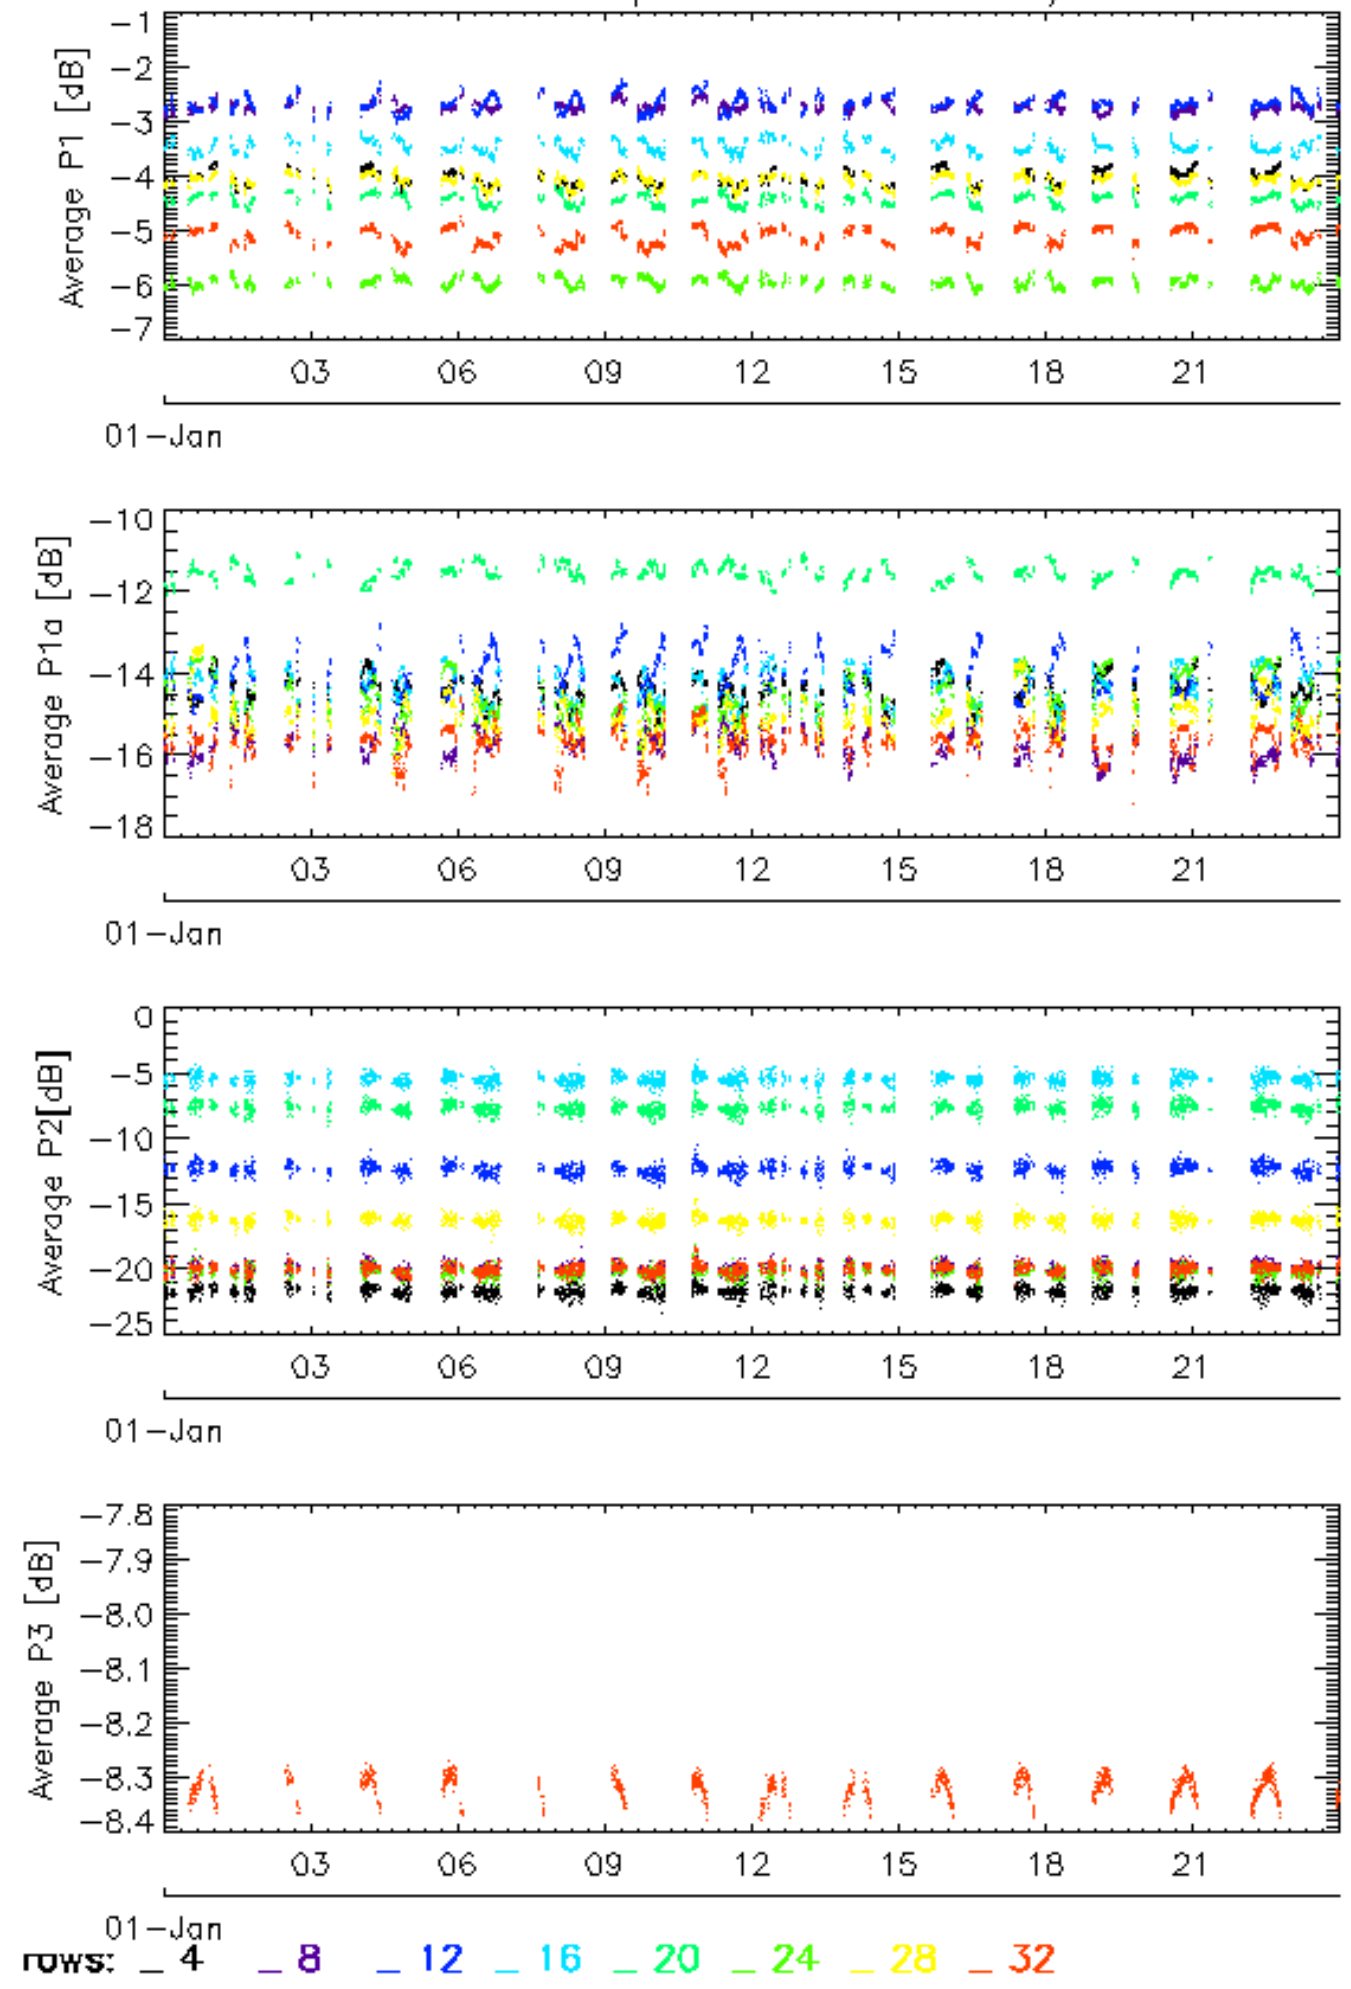 Average P1 [dB]
-1
-2
-3
-4
-5
-6
-7
03 06 09 12 15 18 21
01-Jan
Average P1a [dB]
-10
-12
-14
-16
-18
03 06 09 12 15 18 21
01-Jan
Average P2[dB]
0
-5
-10
-15
-20
-25
03 06 09 12 15 18 21
01-Jan
Average P3 [dB]
-7.8
-7.9
-8.0
-8.1
-8.2
-8.3
-8.4
03 06 09 12 15 18 21
01-Jan
rows: _ 4 _ 8 _ 12 _ 16 _ 20 _ 24 _ 28 _ 32